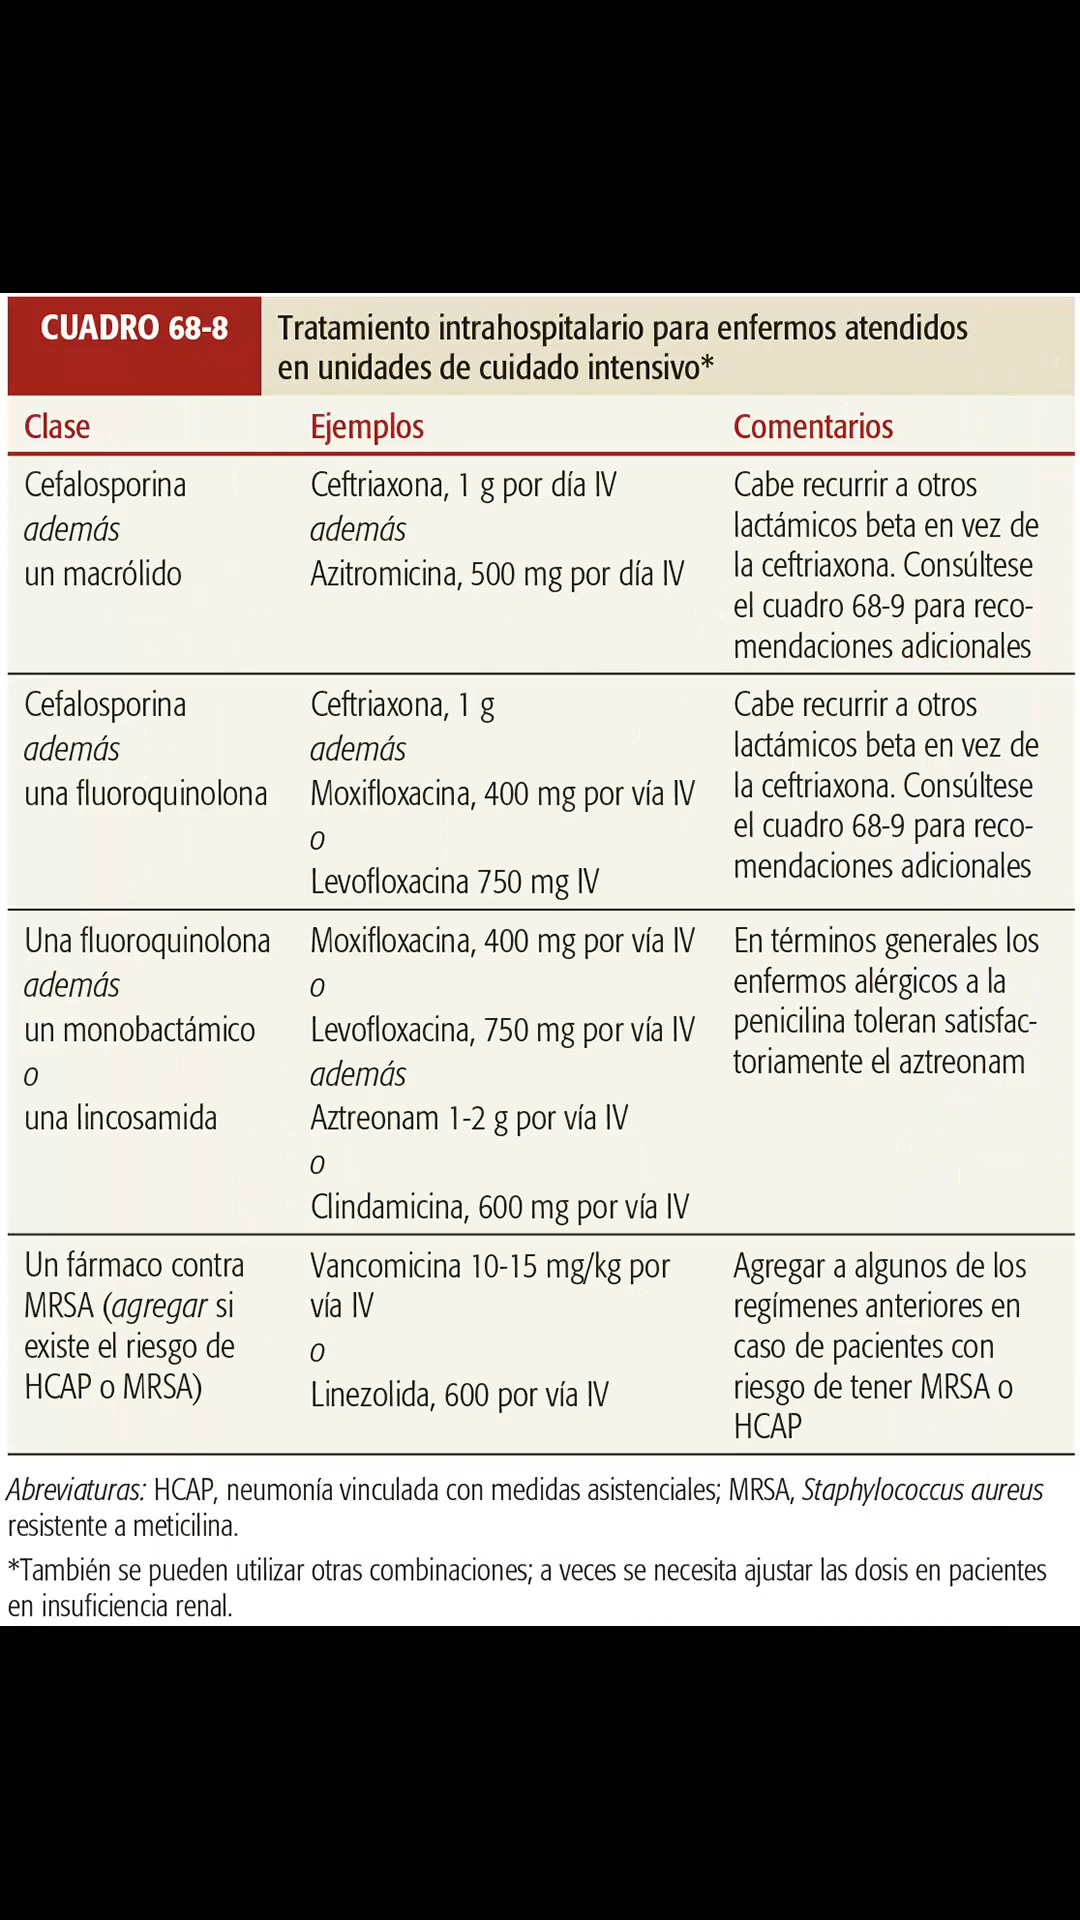 CUADRO 68-8
Tratamiento intrahospitalario para enfermos atendidos
en unidades de cuidado intensivo*
Clase
Ejemplos
Comentarios
Cefalosporina
además
un macrólido
Ceftriaxona, 1 g por día IV
además
Azitromicina, 500 mg por día IV
Cabe recurrir a otros
lactámicos beta en vez de
la ceftriaxona. Consúltese
el cuadro 68-9 para reco-
mendaciones adicionales
Cefalosporina
además
una fluoroquinolona
Ceftriaxona, 1 g
además
Moxifloxacina, 400 mg por vía IV
o
Levofloxacina 750 mg IV
Cabe recurrir a otros
lactámicos beta en vez de
la ceftriaxona. Consúltese
el cuadro 68-9 para reco-
mendaciones adicionales
Una fluoroquinolona
además
un monobactámico
o
una lincosamida
Moxifloxacina, 400 mg por vía IV
o
Levofloxacina, 750 mg por vía IV
además
Aztreonam 1-2 g por vía IV
o
Clindamicina, 600 mg por vía IV
En términos generales los
enfermos alérgicos a la
penicilina toleran satisfac-
toriamente el aztreonam
Un fármaco contra
MRSA (agregar si
existe el riesgo de
HCAP o MRSA)
Vancomicina 10-15 mg/kg por
vía IV
o
Linezolida, 600 por vía IV
Agregar a algunos de los
regímenes anteriores en
caso de pacientes con
riesgo de tener MRSA o
HCAP
Abreviaturas: HCAP, neumonía vinculada con medidas asistenciales; MRSA, Staphylococcus aureus
resistente a meticilina.
*También se pueden utilizar otras combinaciones; a veces se necesita ajustar las dosis en pacientes
en insuficiencia renal.